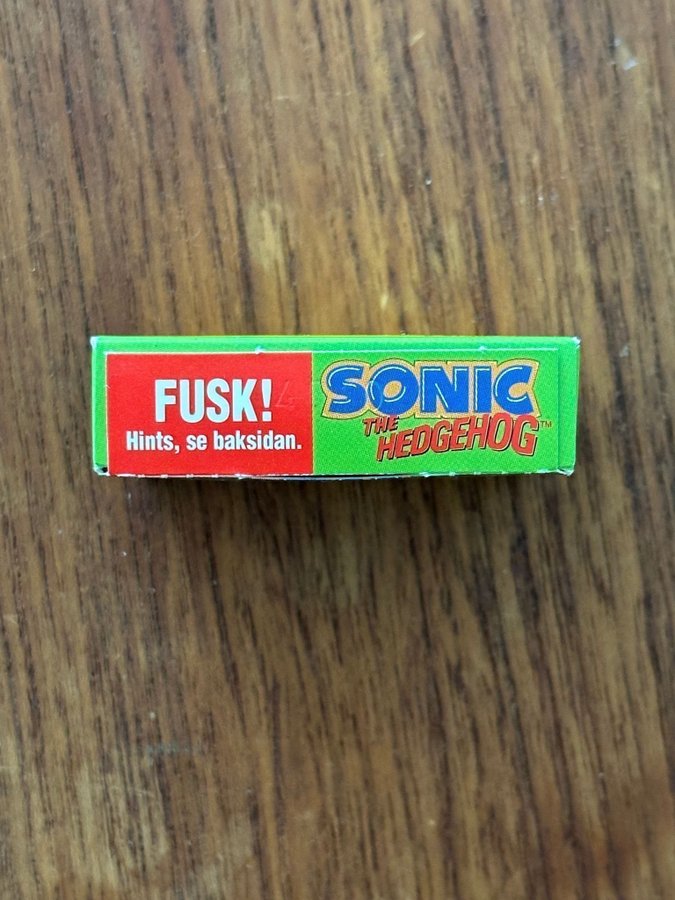 FUSK!
Hints, se baksidan.
SONIC
THE
HEDGEHOG™